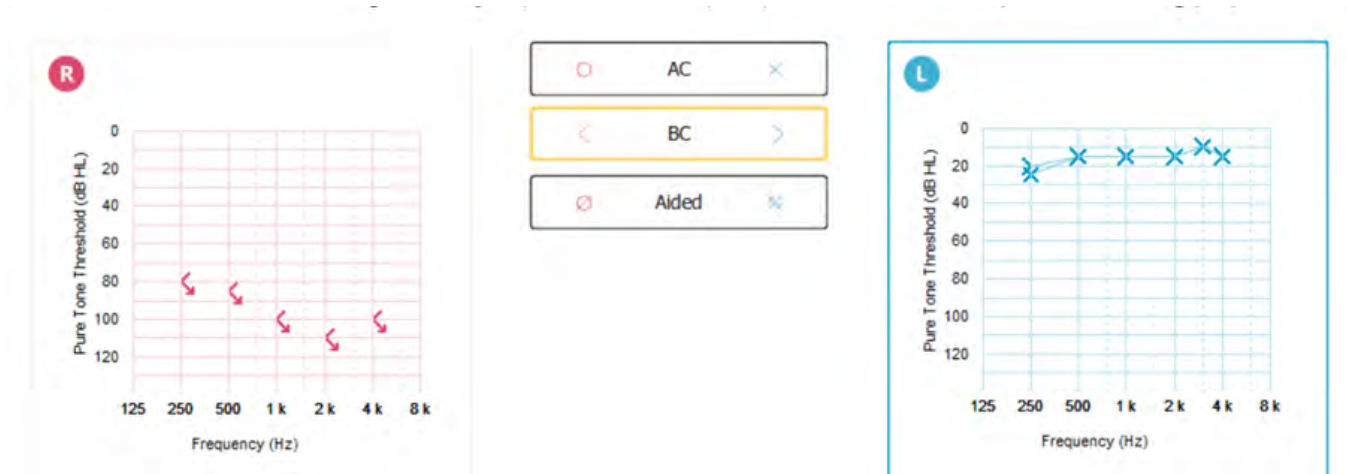 R
AC
BC
Aided
L
Pure Tone Threshold (dB HL)
0
20
40
60
80
100
120
125 250 500 1 k 2 k 4 k 8 k
Frequency (Hz)
Pure Tone Threshold (dB HL)
0
20
40
60
80
100
120
125 250 500 1 k 2 k 4 k 8 k
Frequency (Hz)